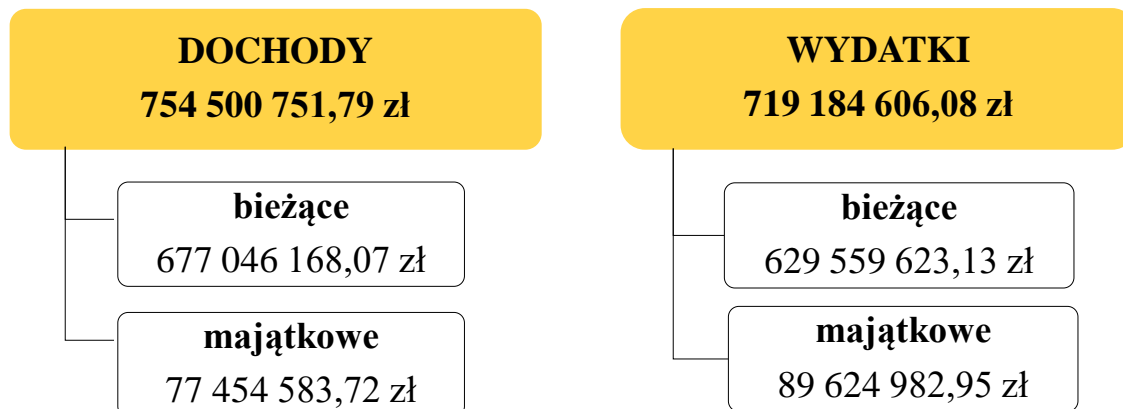 DOCHODY
754 500 751,79 zł
bieżące
677 046 168,07 zł
majątkowe
77 454 583,72 zł
WYDATKI
719 184 606,08 zł
bieżące
629 559 623,13 zł
majątkowe
89 624 982,95 zł